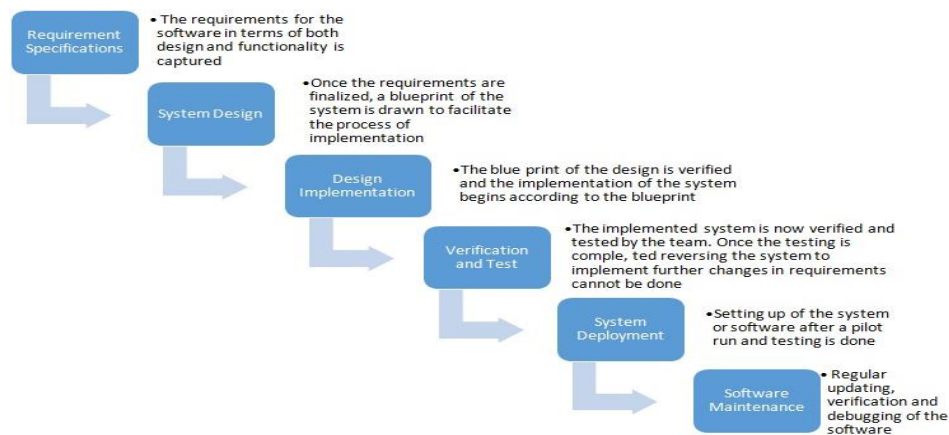 Requirement
Specifications
•The requirements for the
software in terms of both
design and functionality is
captured
System Design
•Once the requirements are
finalized, a blueprint of the
system is drawn to facilitate
the process of
implementation
Design
Implementation
•The blue print of the design is verified
and the implementation of the system
begins according to the blueprint
Verification
and Test
•The implemented system is now verified and
tested by the team. Once the testing is
comple, ted reversing the system to
implement further changes in requirements
cannot be done
System
Deployment
•Setting up of the system
or software after a pilot
run and testing is done
Software
Maintenance
•Regular
updating,
verification and
debugging of the
software